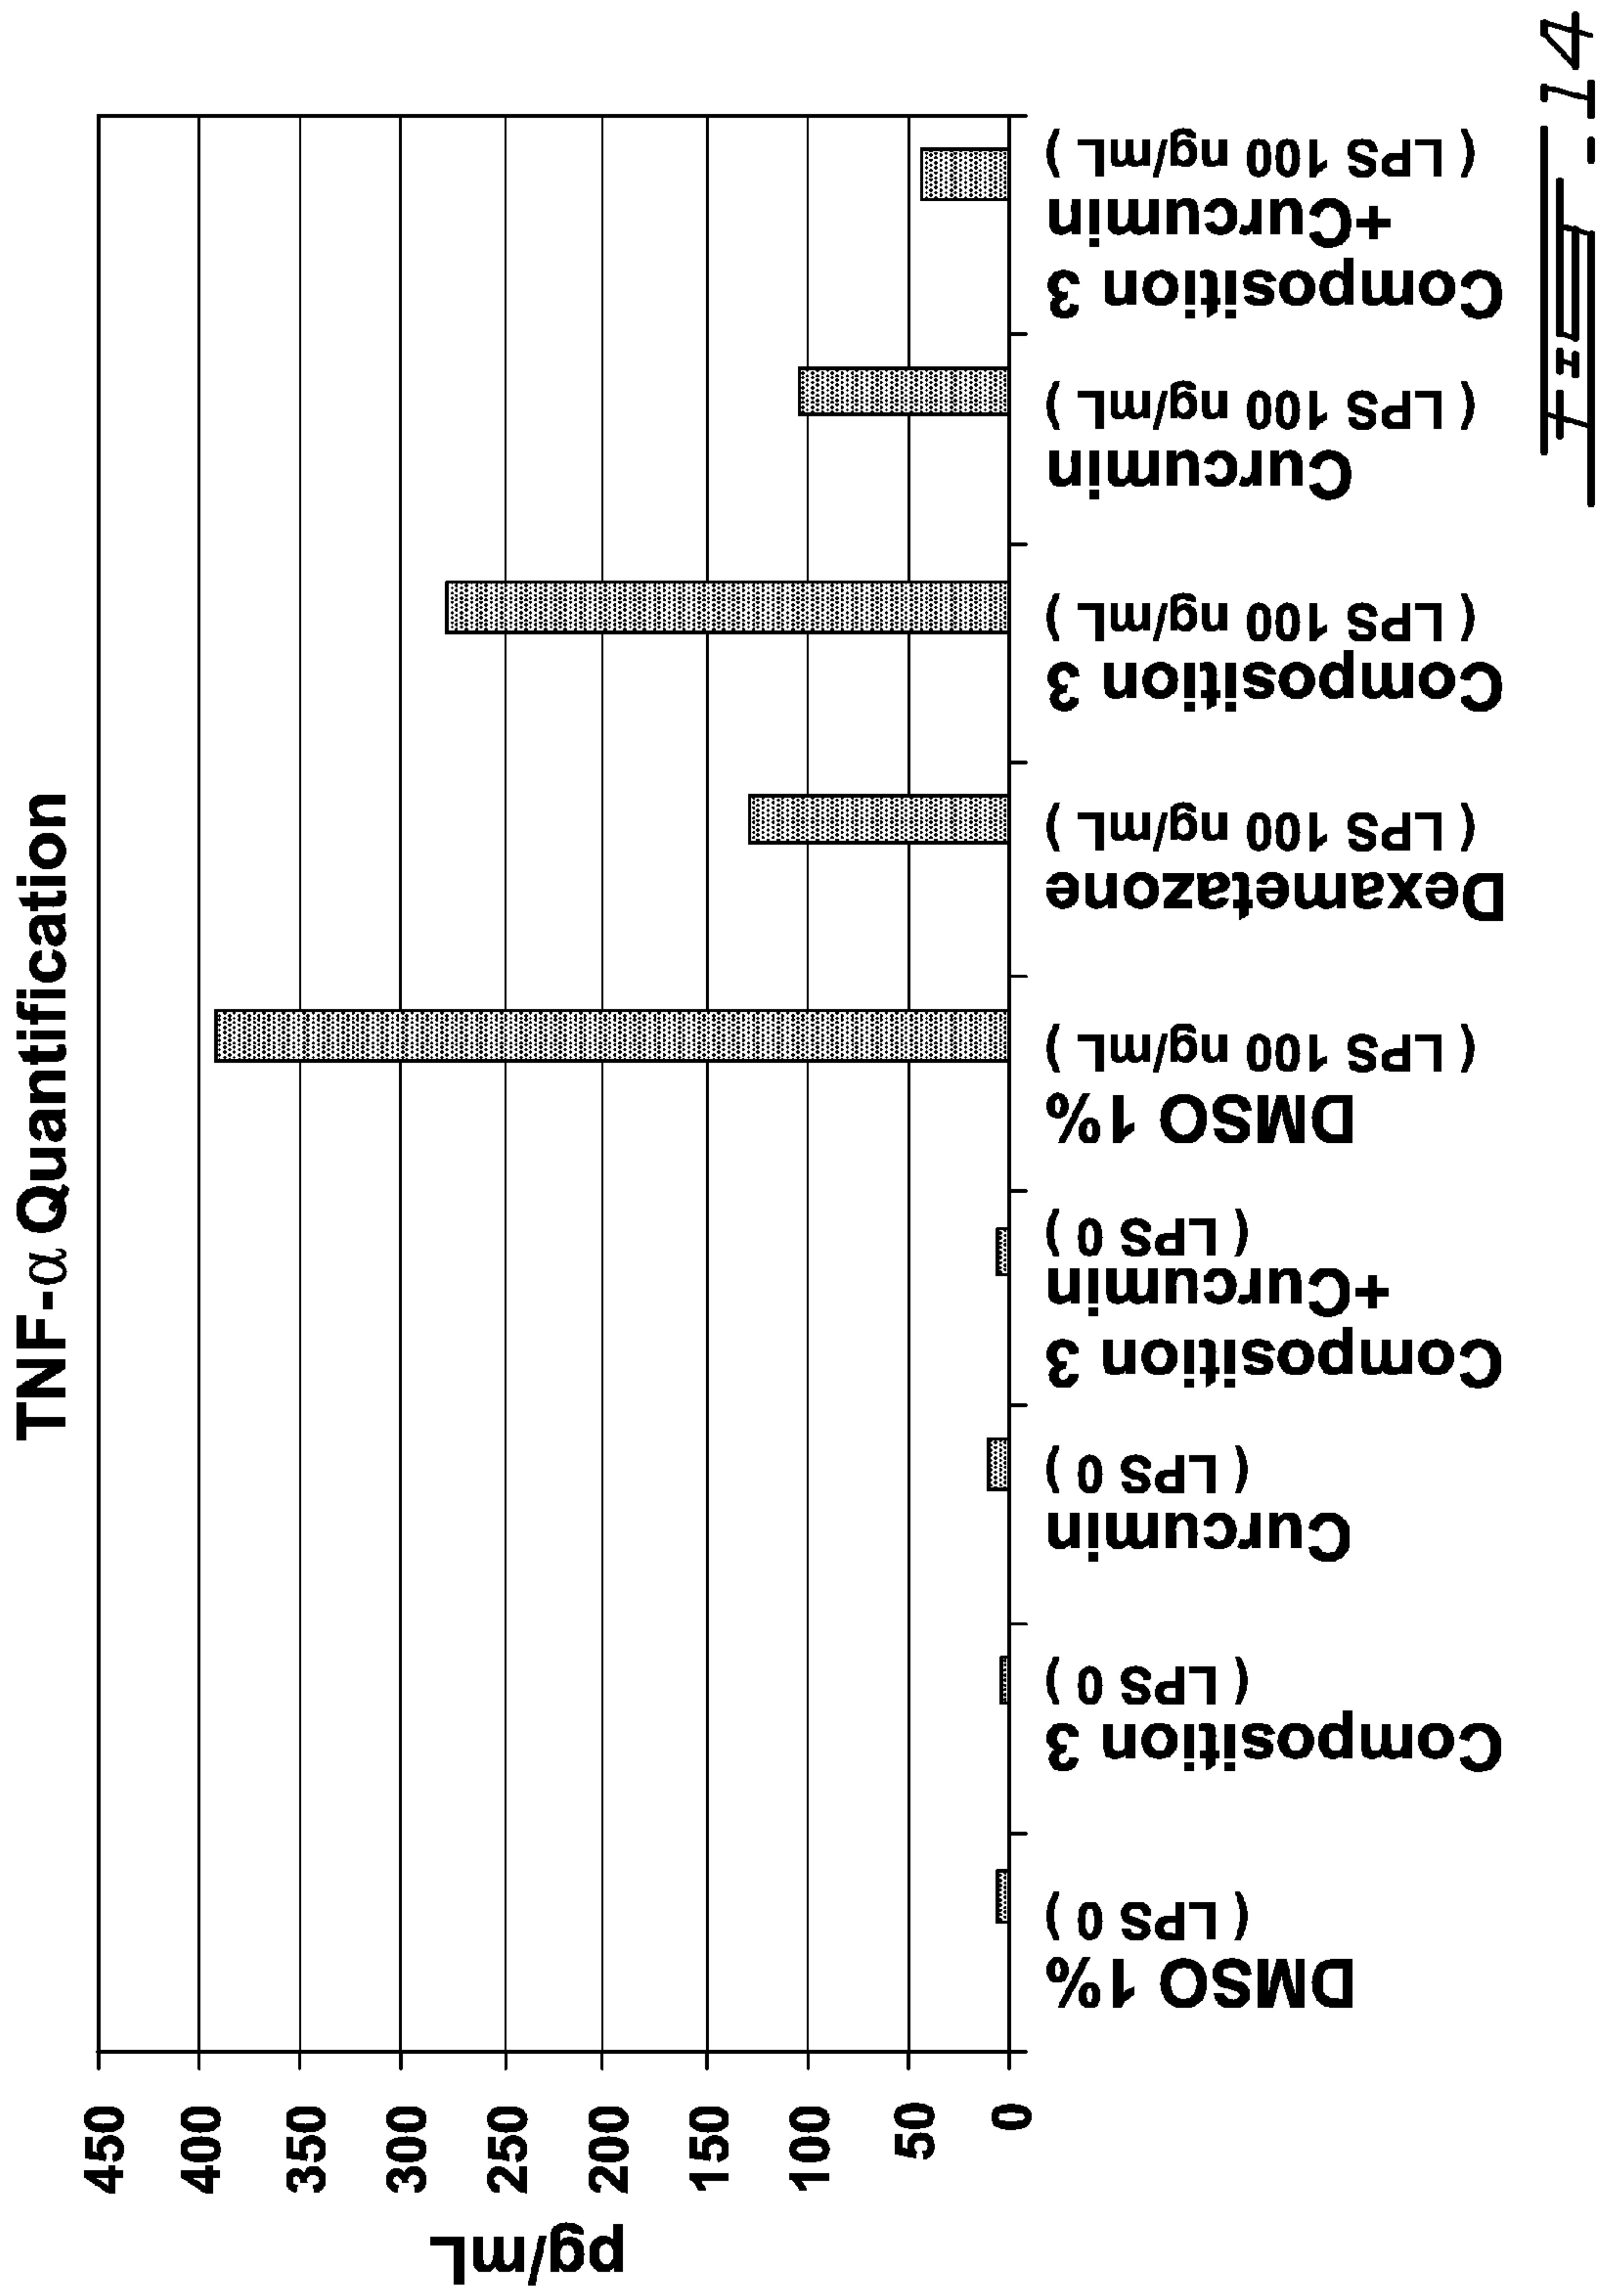 TNF-α Quantification
pg/mL
450
400
350
300
250
200
150
100
50
0
DMSO 1%
( LPS 0 )
Composition 3
( LPS 0 )
Curcumin
( LPS 0 )
Composition 3
+Curcumin
( LPS 0 )
DMSO 1%
( LPS 100 ng/mL )
Dexametazone
( LPS 100 ng/mL )
Composition 3
( LPS 100 ng/mL )
Curcumin
( LPS 100 ng/mL )
Composition 3
+Curcumin
( LPS 100 ng/mL )
FIG-14